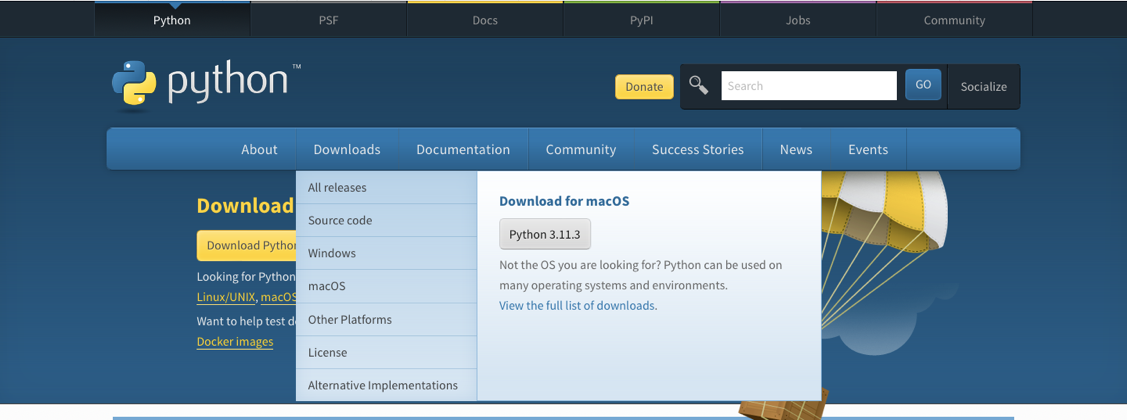 Python PSF Docs PyPI Jobs Community
python™
Donate Search GO Socialize
About Downloads Documentation Community Success Stories News Events
All releases
Source code
Windows
macOS
Other Platforms
License
Alternative Implementations
Download for macOS
Python 3.11.3
Not the OS you are looking for? Python can be used on
many operating systems and environments.
View the full list of downloads.
Download
Download Python
Looking for Python
Linux/UNIX, macOS
Want to help test
Docker images